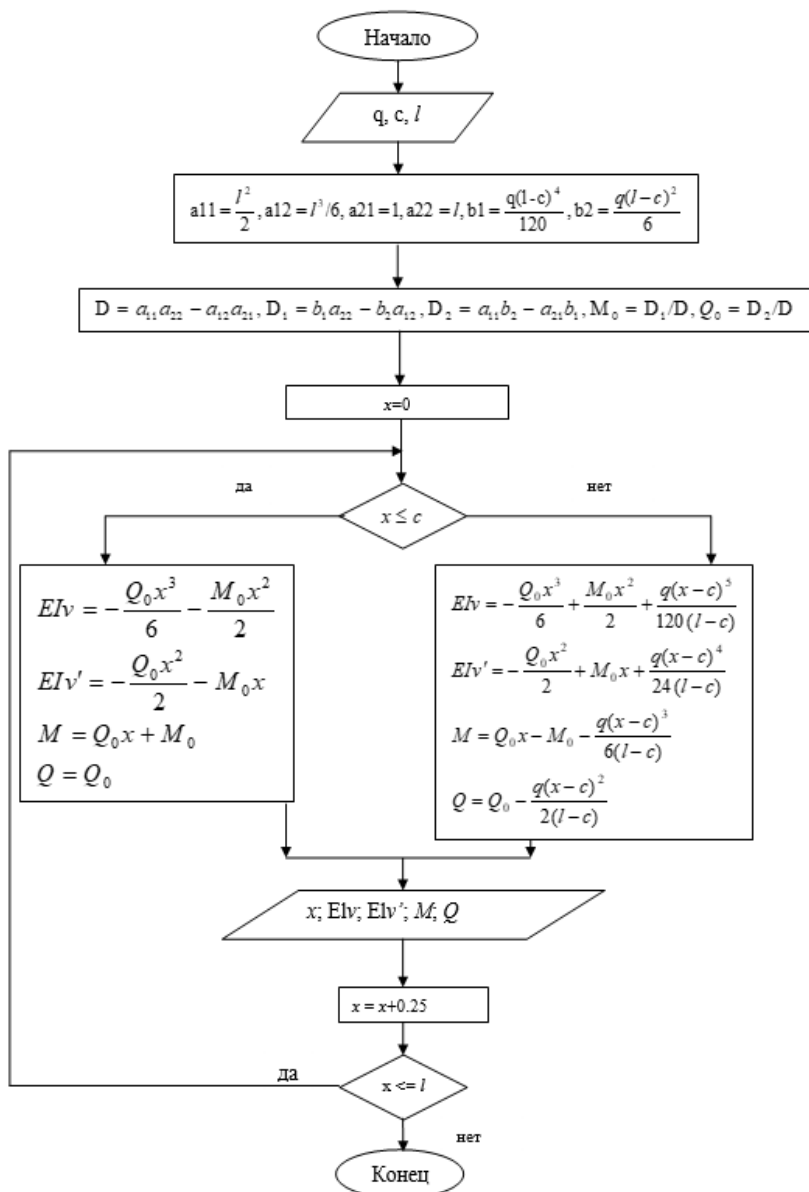 Начало
q, c, l
a11 = l²/2, a12 = l³/6, a21 = 1, a22 = l, b1 = q(1-c)⁴/120, b2 = q(l − c)²/6
D = a₁₁a₂₂ − a₁₂a₂₁, D₁ = b₁a₂₂ − b₂a₁₂, D₂ = a₁₁b₂ − a₂₁b₁, M₀ = D₁/D, Q₀ = D₂/D
x=0
да
нет
x ≤ c
EIv = −Q₀x³/6 − M₀x²/2
EIv′ = −Q₀x²/2 − M₀x
M = Q₀x + M₀
Q = Q₀
EIv = −Q₀x³/6 + M₀x²/2 + q(x − c)⁵/120(l − c)
EIv′ = −Q₀x²/2 + M₀x + q(x − c)⁴/24(l − c)
M = Q₀x − M₀ − q(x − c)³/6(l − c)
Q = Q₀ − q(x − c)²/2(l − c)
x; Elv; Elv’; M; Q
x = x+0.25
да
x <= l
нет
Конец